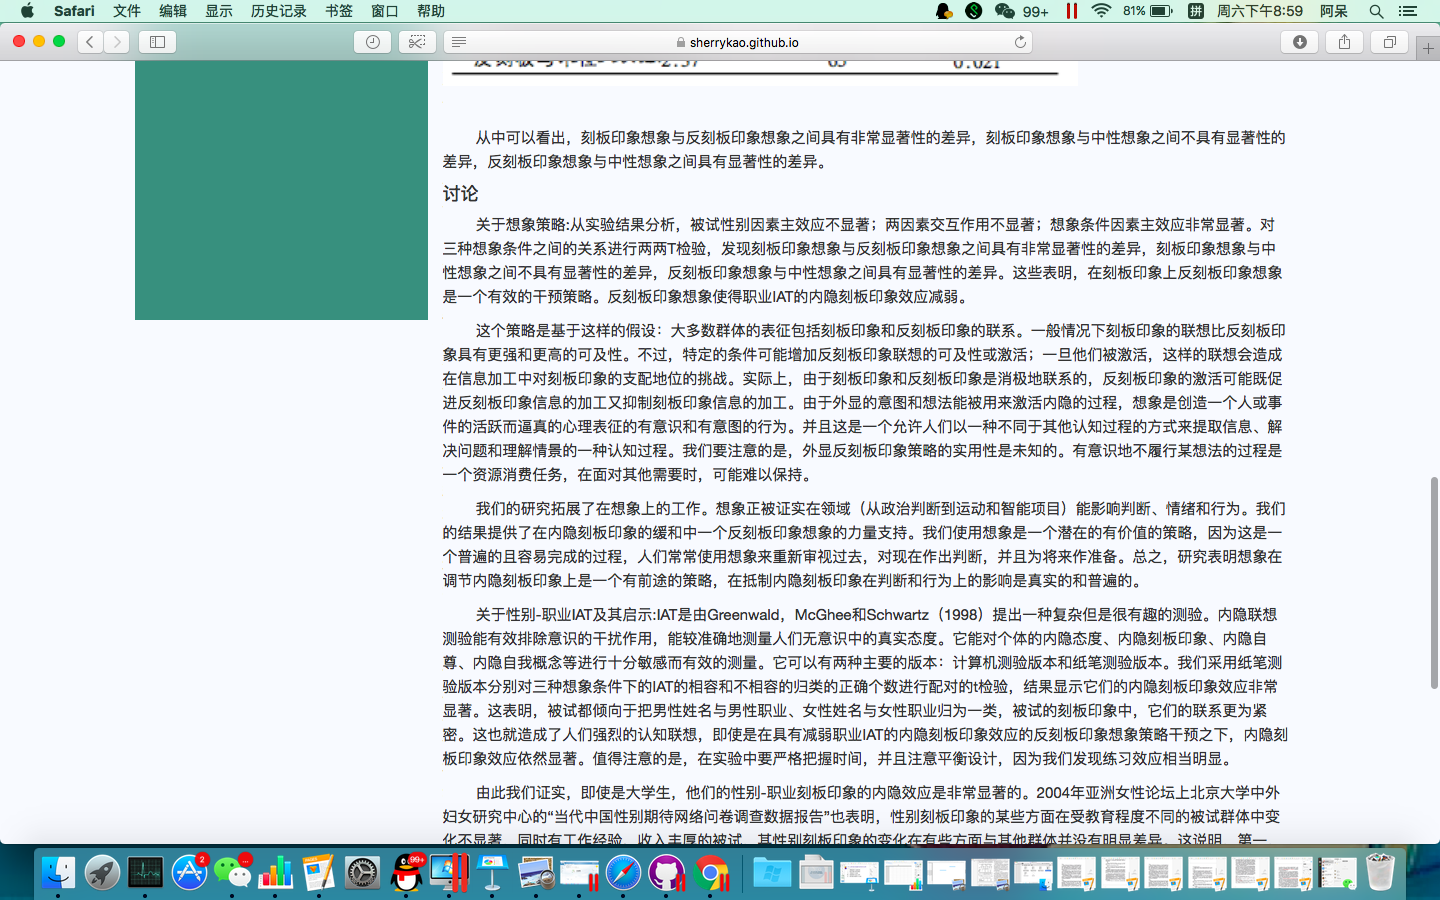 Safari 文件 编辑 显示 历史记录 书签 窗口 帮助 99+ 81% 拼 周六下午8:59 阿呆
sherrykao.github.io
2.57 65 0.021
从中可以看出，刻板印象想象与反刻板印象想象之间具有非常显著性的差异，刻板印象想象与中性想象之间不具有显著性的
差异，反刻板印象想象与中性想象之间具有显著性的差异。
讨论
关于想象策略:从实验结果分析，被试性别因素主效应不显著；两因素交互作用不显著；想象条件因素主效应非常显著。对
三种想象条件之间的关系进行两两T检验，发现刻板印象想象与反刻板印象想象之间具有非常显著性的差异，刻板印象想象与中
性想象之间不具有显著性的差异，反刻板印象想象与中性想象之间具有显著性的差异。这些表明，在刻板印象上反刻板印象想象
是一个有效的干预策略。反刻板印象想象使得职业IAT的内隐刻板印象效应减弱。
这个策略是基于这样的假设：大多数群体的表征包括刻板印象和反刻板印象的联系。一般情况下刻板印象的联想比反刻板印
象具有更强和更高的可及性。不过，特定的条件可能增加反刻板印象联想的可及性或激活；一旦他们被激活，这样的联想会造成
在信息加工中对刻板印象的支配地位的挑战。实际上，由于刻板印象和反刻板印象是消极地联系的，反刻板印象的激活可能既促
进反刻板印象信息的加工又抑制刻板印象信息的加工。由于外显的意图和想法能被用来激活内隐的过程，想象是创造一个人或事
件的活跃而逼真的心理表征的有意识和有意图的行为。并且这是一个允许人们以一种不同于其他认知过程的方式来提取信息、解
决问题和理解情景的一种认知过程。我们要注意的是，外显反刻板印象策略的实用性是未知的。有意识地不履行某想法的过程是
一个资源消费任务，在面对其他需要时，可能难以保持。
我们的研究拓展了在想象上的工作。想象正被证实在领域（从政治判断到运动和智能项目）能影响判断、情绪和行为。我们
的结果提供了在内隐刻板印象的缓和中一个反刻板印象想象的力量支持。我们使用想象是一个潜在的有价值的策略，因为这是一
个普遍的且容易完成的过程，人们常常使用想象来重新审视过去，对现在作出判断，并且为将来作准备。总之，研究表明想象在
调节内隐刻板印象上是一个有前途的策略，在抵制内隐刻板印象在判断和行为上的影响是真实的和普遍的。
关于性别-职业IAT及其启示:IAT是由Greenwald，McGhee和Schwartz（1998）提出一种复杂但是很有趣的测验。内隐联想
测验能有效排除意识的干扰作用，能较准确地测量人们无意识中的真实态度。它能对个体的内隐态度、内隐刻板印象、内隐自
尊、内隐自我概念等进行十分敏感而有效的测量。它可以有两种主要的版本：计算机测验版本和纸笔测验版本。我们采用纸笔测
验版本分别对三种想象条件下的IAT的相容和不相容的归类的正确个数进行配对的t检验，结果显示它们的内隐刻板印象效应非常
显著。这表明，被试都倾向于把男性姓名与男性职业、女性姓名与女性职业归为一类，被试的刻板印象中，它们的联系更为紧
密。这也就造成了人们强烈的认知联想，即使是在具有减弱职业IAT的内隐刻板印象效应的反刻板印象想象策略干预之下，内隐刻
板印象效应依然显著。值得注意的是，在实验中要严格把握时间，并且注意平衡设计，因为我们发现练习效应相当明显。
由此我们证实，即使是大学生，他们的性别-职业刻板印象的内隐效应是非常显著的。2004年亚洲女性论坛上北京大学中外
妇女研究中心的“当代中国性别期待网络问卷调查数据报告”也表明，性别刻板印象的某些方面在受教育程度不同的被试群体中变
化不显著，同时有工作经验、收入丰厚的被试，其性别刻板印象的变化在有些方面与其他群体并没有明显差异。这说明，第一
2 99+